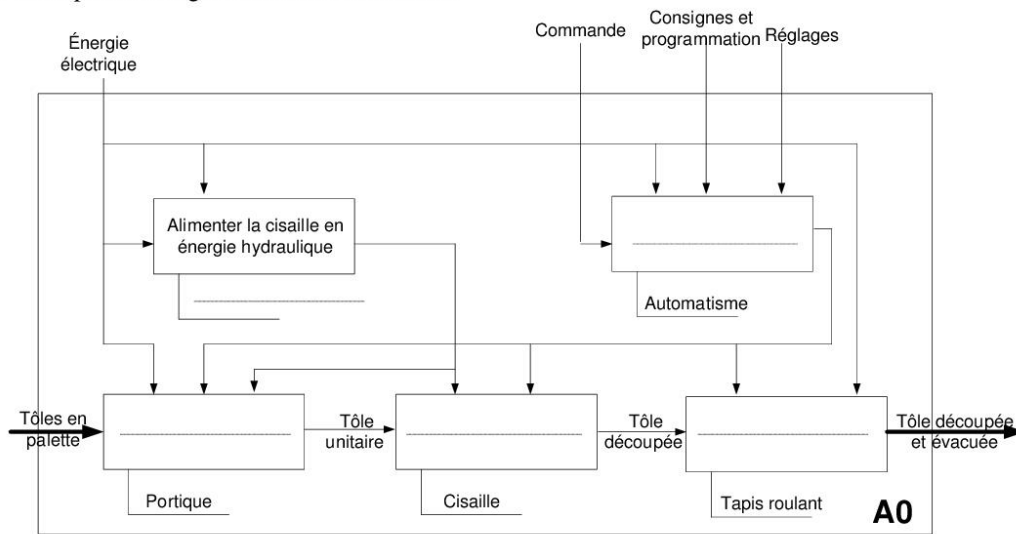 Énergie
électrique
Commande
Consignes et
programmation
Réglages
Alimenter la cisaille en
énergie hydraulique
Automatisme
Tôles en
palette
Tôle
unitaire
Tôle
découpée
Tôle découpée
et évacuée
Portique
Cisaille
Tapis roulant
A0